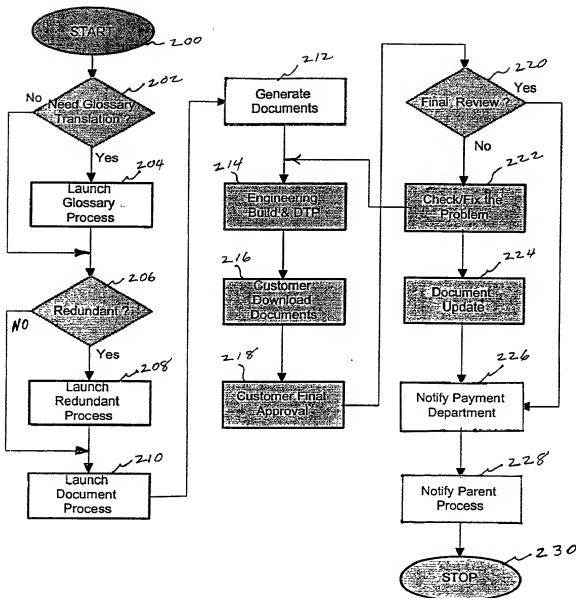 START
200
202
No
Need Glossary
Translation ?
Yes
204
Launch
Glossary
Process
206
Redundant ?
NO
Yes
208
Launch
Redundant
Process
210
Launch
Document
Process
212
Generate
Documents
214
Engineering
Build & DTP
216
Customer
Download
Documents
218
Customer Final
Approval
220
Final Review ?
Yes
No
222
Check/Fix the
Problem
224
Document
Update
226
Notify Payment
Department
228
Notify Parent
Process
230
STOP